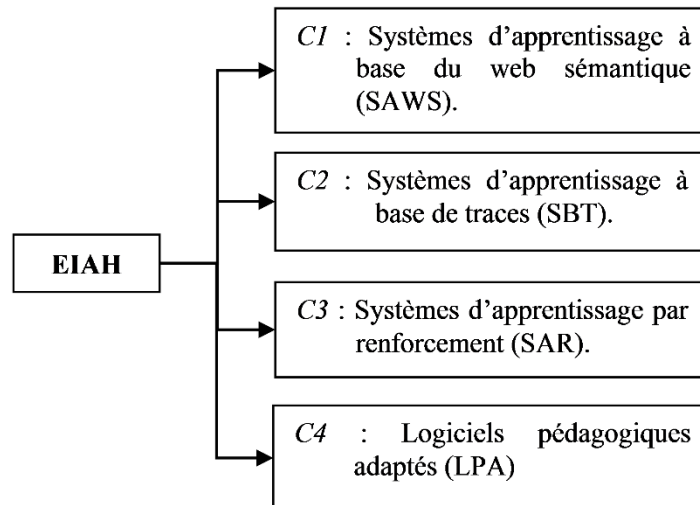 C1 : Systèmes d'apprentissage à
base du web sémantique
(SAWS).
C2 : Systèmes d'apprentissage à
base de traces (SBT).
EIAH
C3 : Systèmes d'apprentissage par
renforcement (SAR).
C4 : Logiciels pédagogiques
adaptés (LPA)